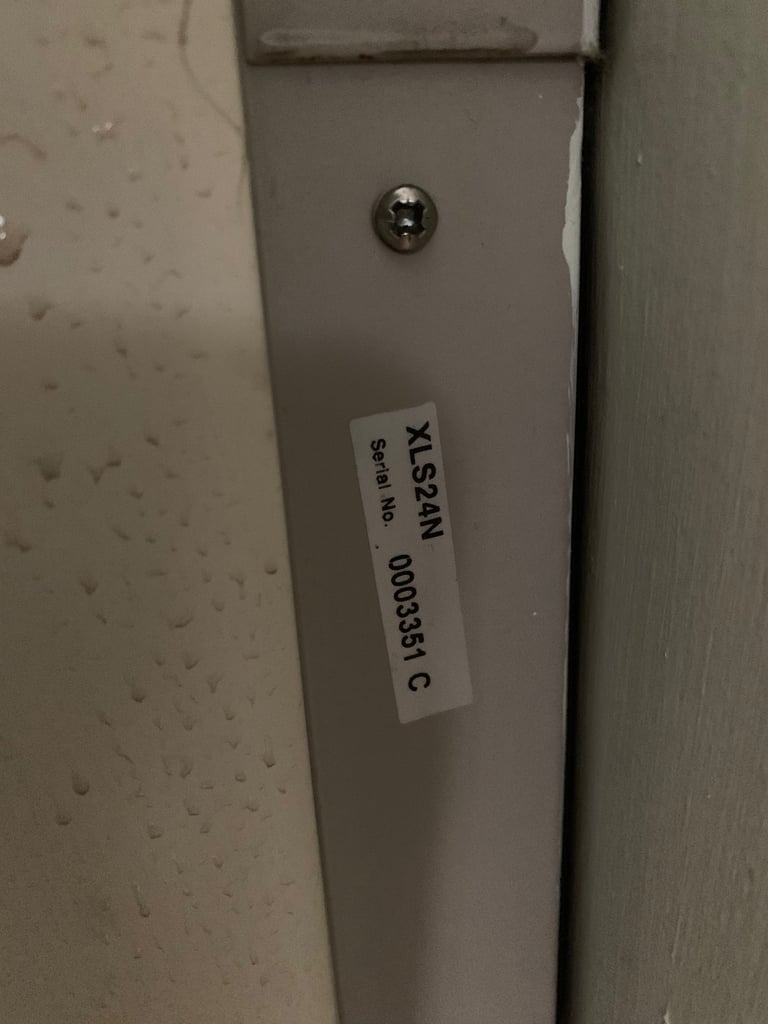 XLS24N
Serial No. 0003351 C